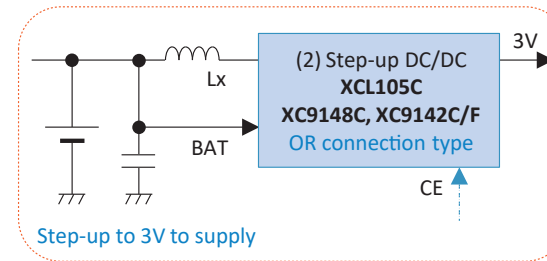 3V
(2) Step-up DC/DC
XCL105C
XC9148C, XC9142C/F
OR connection type
Lx
BAT
CE
Step-up to 3V to supply